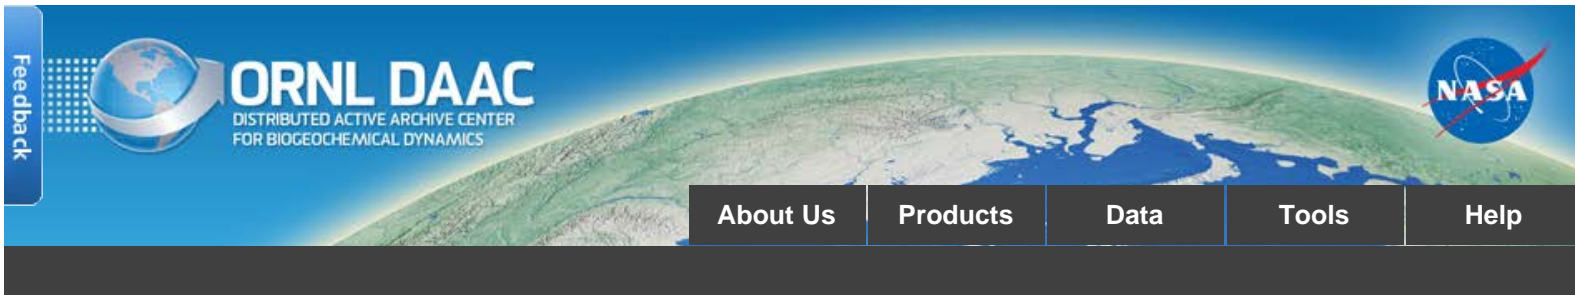 Feedback
ORNL DAAC
DISTRIBUTED ACTIVE ARCHIVE CENTER
FOR BIOGEOCHEMICAL DYNAMICS
NASA
About Us
Products
Data
Tools
Help